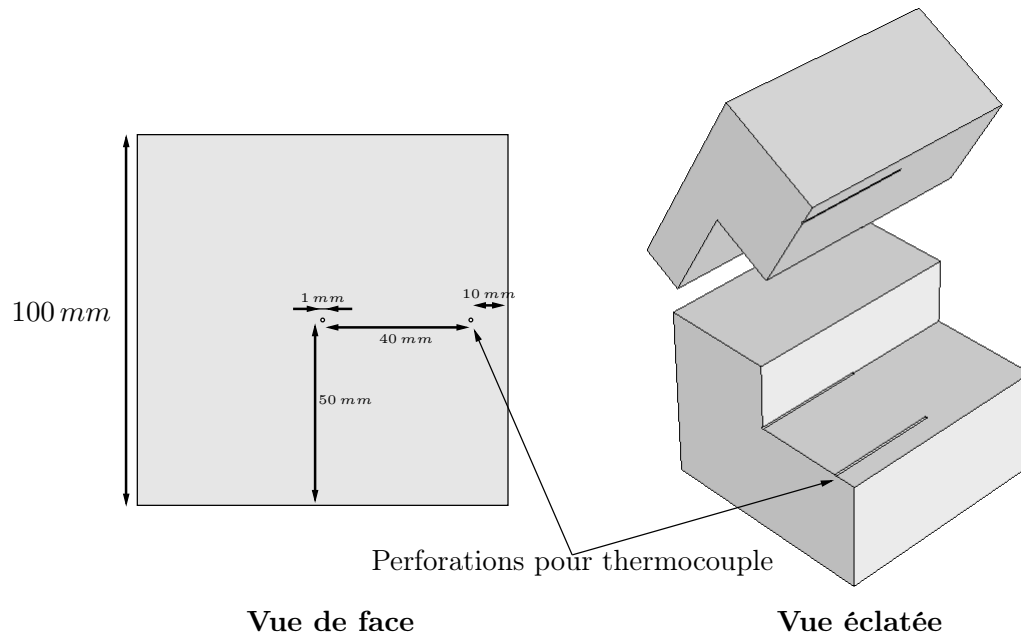 1 mm
10 mm
100 mm
40 mm
50 mm
Perforations pour thermocouple
Vue de face
Vue éclatée